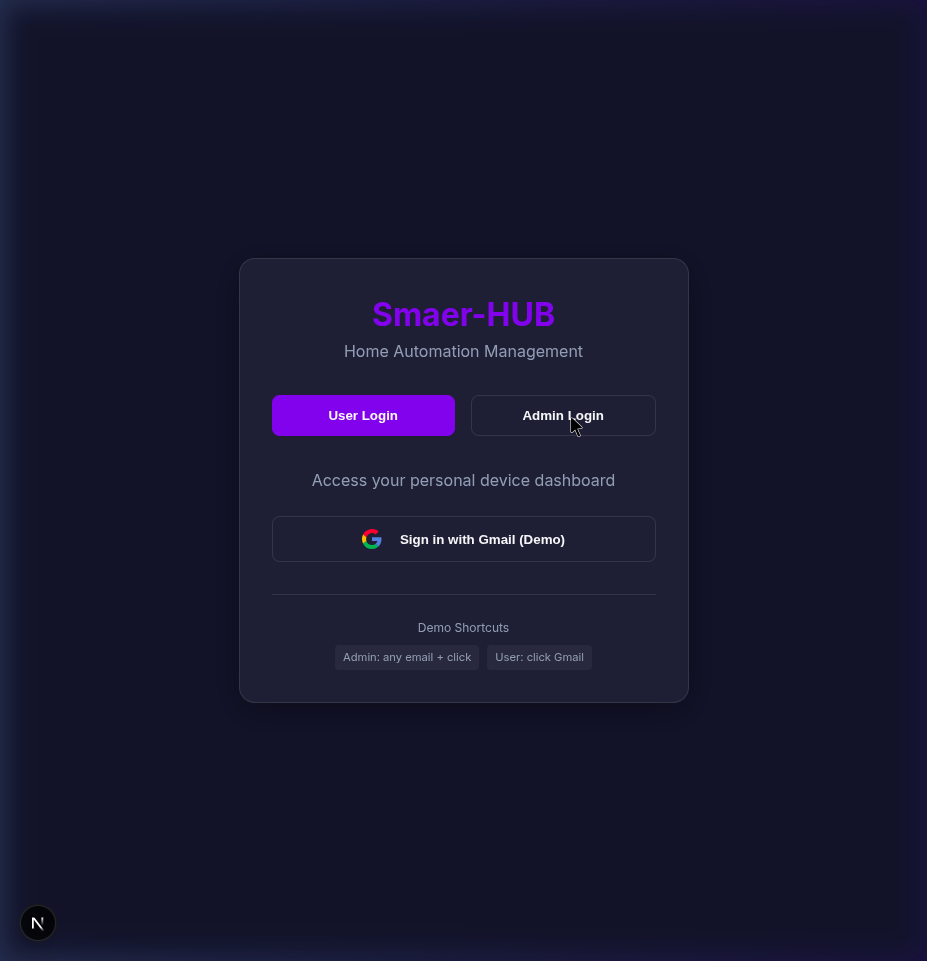 Smaer-HUB
Home Automation Management
User Login
Admin Login
Access your personal device dashboard
Sign in with Gmail (Demo)
Demo Shortcuts
Admin: any email + click
User: click Gmail
N